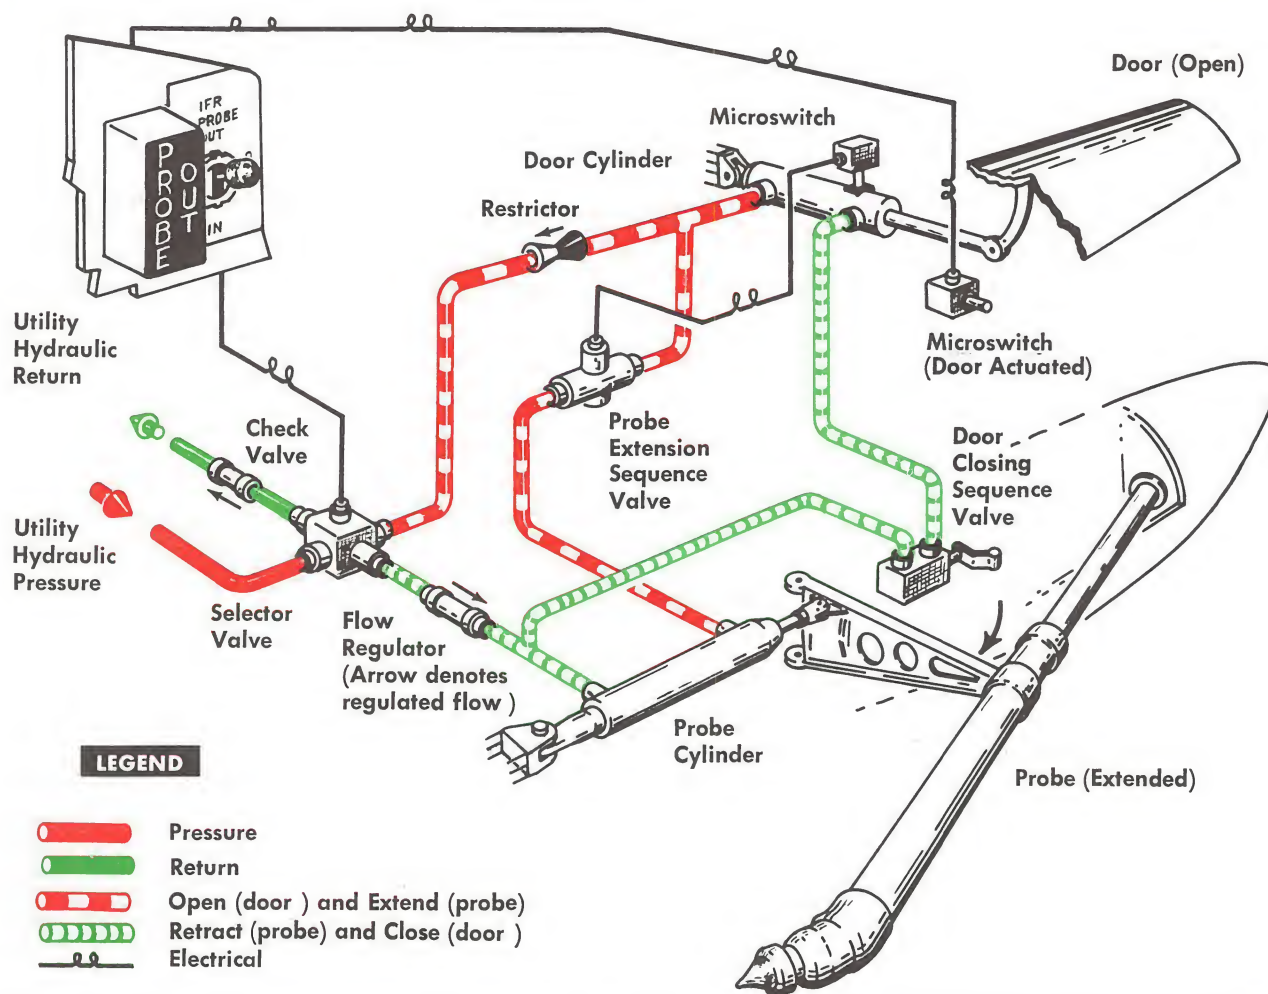 Door (Open)
IFR
PROBE
OUT
PROBE
OUT
IN
Microswitch
Door Cylinder
Restrictor
Utility
Hydraulic
Return
Microswitch
(Door Actuated)
Check
Valve
Probe
Extension
Sequence
Valve
Door
Closing
Sequence
Valve
Utility
Hydraulic
Pressure
Selector
Valve
Flow
Regulator
(Arrow denotes
regulated flow )
Probe
Cylinder
Probe (Extended)
LEGEND
Pressure
Return
Open (door ) and Extend (probe)
Retract (probe) and Close (door )
Electrical